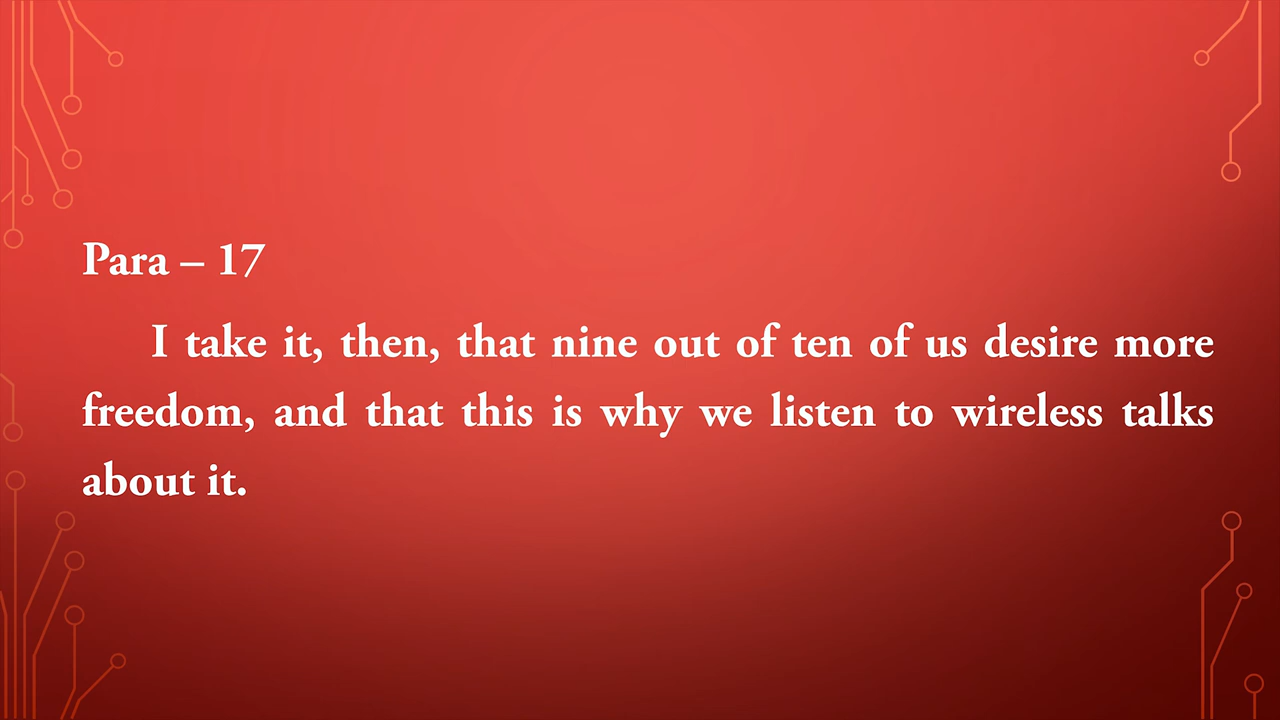 Para – 17
I take it, then, that nine out of ten of us desire more
freedom, and that this is why we listen to wireless talks
about it.